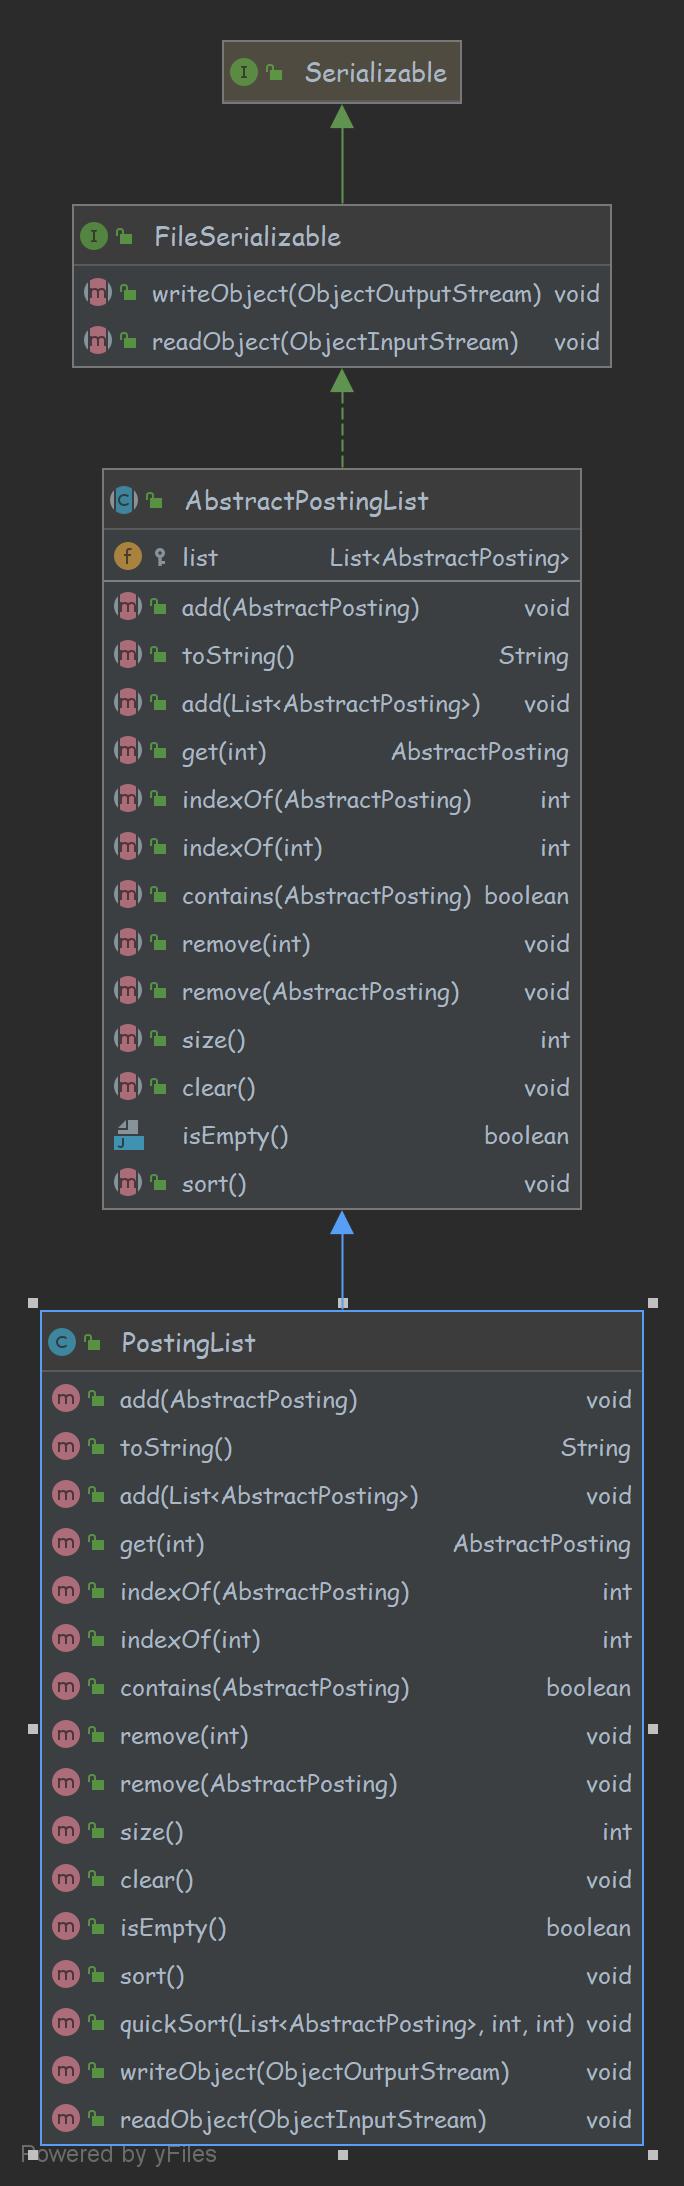 Serializable
FileSerializable
writeObject(ObjectOutputStream) void
readObject(ObjectInputStream) void
AbstractPostingList
list List<AbstractPosting>
add(AbstractPosting) void
toString() String
add(List<AbstractPosting>) void
get(int) AbstractPosting
indexOf(AbstractPosting) int
indexOf(int) int
contains(AbstractPosting) boolean
remove(int) void
remove(AbstractPosting) void
size() int
clear() void
isEmpty() boolean
sort() void
PostingList
add(AbstractPosting) void
toString() String
add(List<AbstractPosting>) void
get(int) AbstractPosting
indexOf(AbstractPosting) int
indexOf(int) int
contains(AbstractPosting) boolean
remove(int) void
remove(AbstractPosting) void
size() int
clear() void
isEmpty() boolean
sort() void
quickSort(List<AbstractPosting>, int, int) void
writeObject(ObjectOutputStream) void
readObject(ObjectInputStream) void
Powered by yFiles